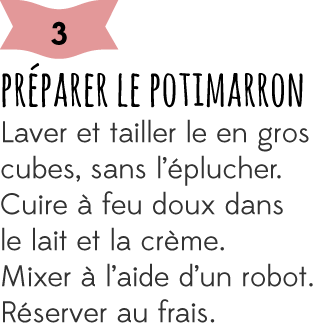 3
PRÉPARER LE POTIMARRON
Laver et tailler le en gros
cubes, sans l’éplucher.
Cuire à feu doux dans
le lait et la crème.
Mixer à l’aide d’un robot.
Réserver au frais.